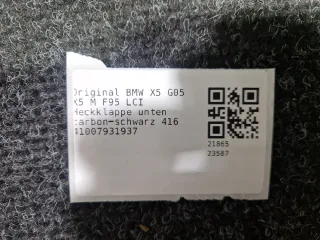 Original BMW X5 G05
X5 M F95 LCI
Heckklappe unten
carbon-schwarz 416
41007931937
21865
23587